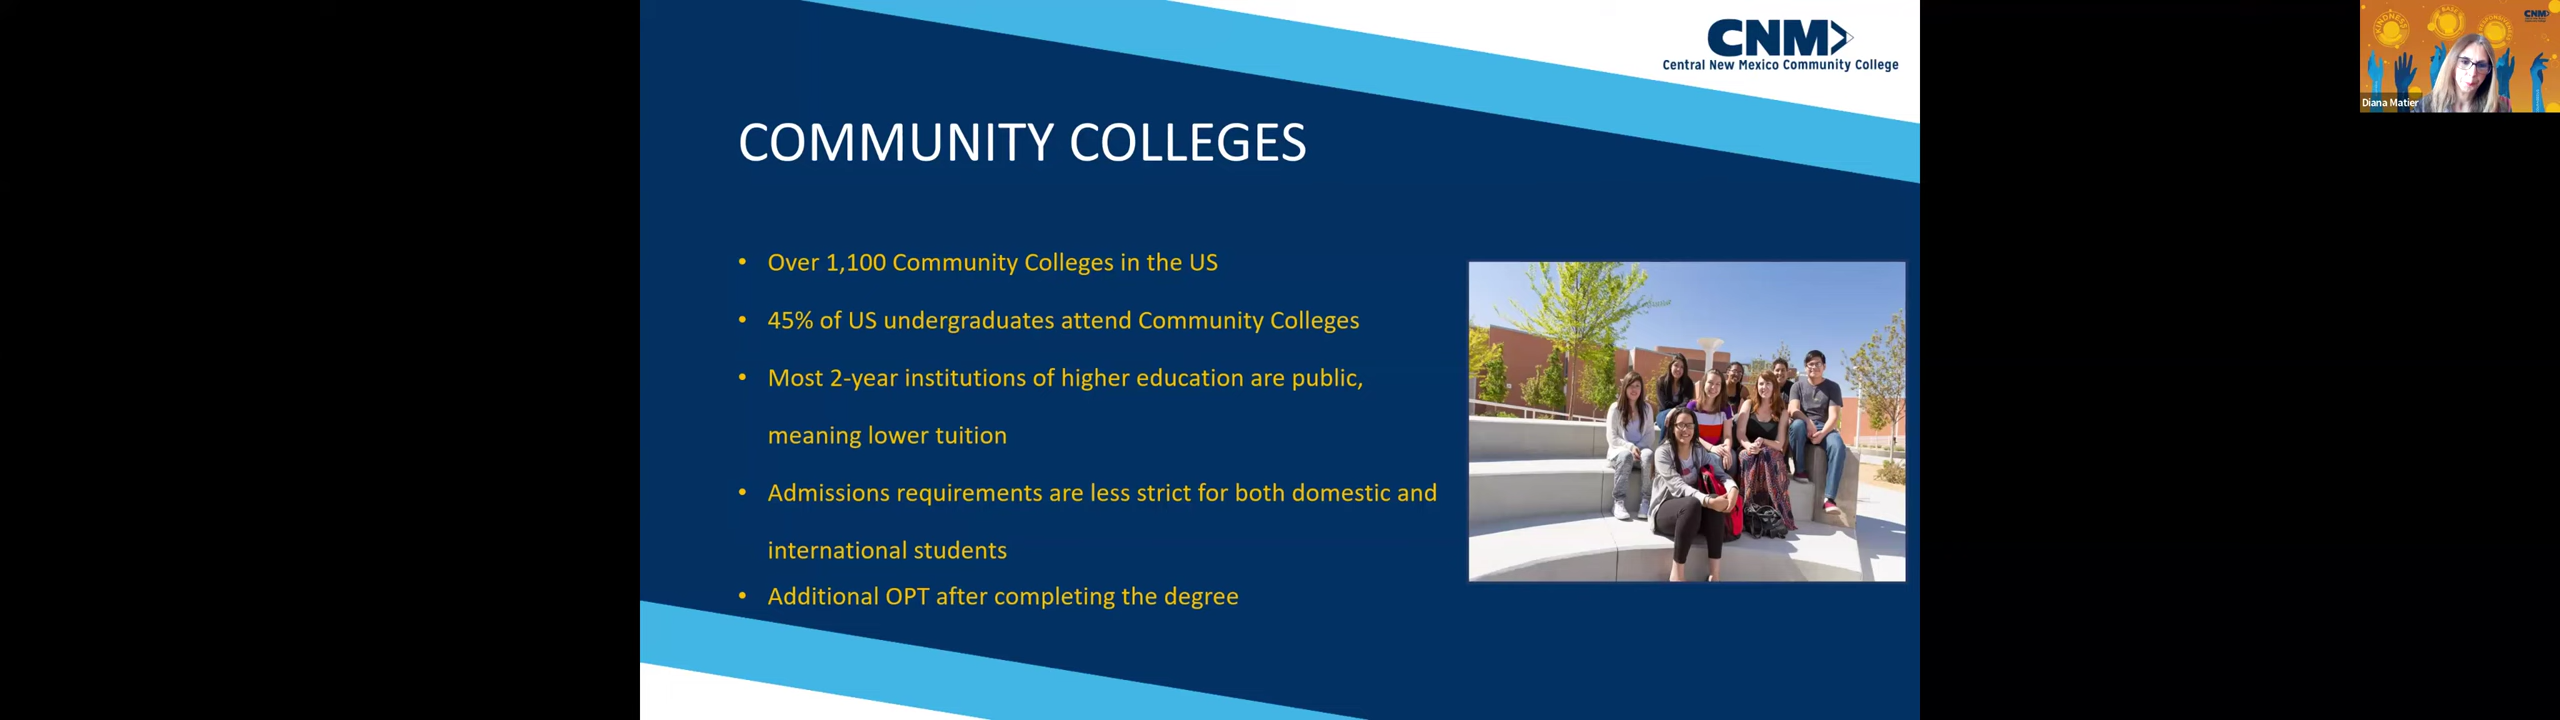 CNM
Central New Mexico Community College
CNM
KINDNESS
Diana Matier
COMMUNITY COLLEGES
• Over 1,100 Community Colleges in the US
• 45% of US undergraduates attend Community Colleges
• Most 2-year institutions of higher education are public,
meaning lower tuition
• Admissions requirements are less strict for both domestic and
international students
• Additional OPT after completing the degree